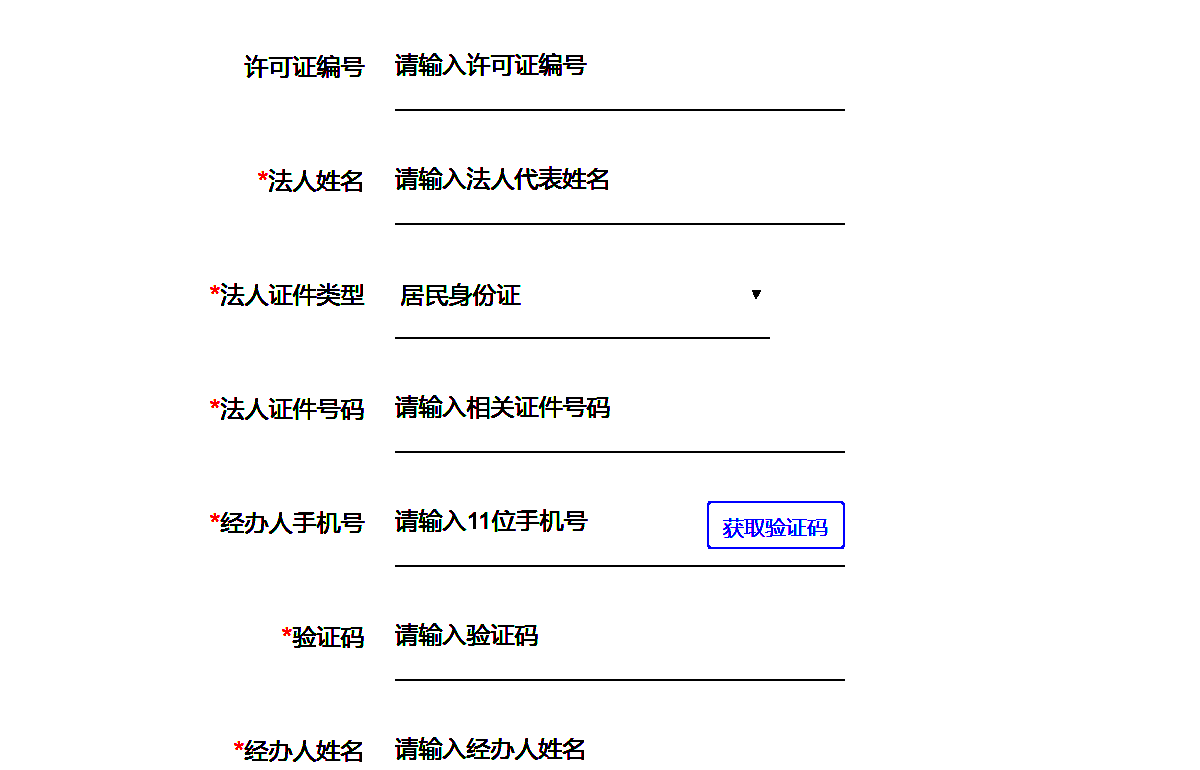 许可证编号 请输入许可证编号
*法人姓名 请输入法人代表姓名
*法人证件类型 居民身份证 ▼
*法人证件号码 请输入相关证件号码
*经办人手机号 请输入11位手机号 获取验证码
*验证码 请输入验证码
*经办人姓名 请输入经办人姓名